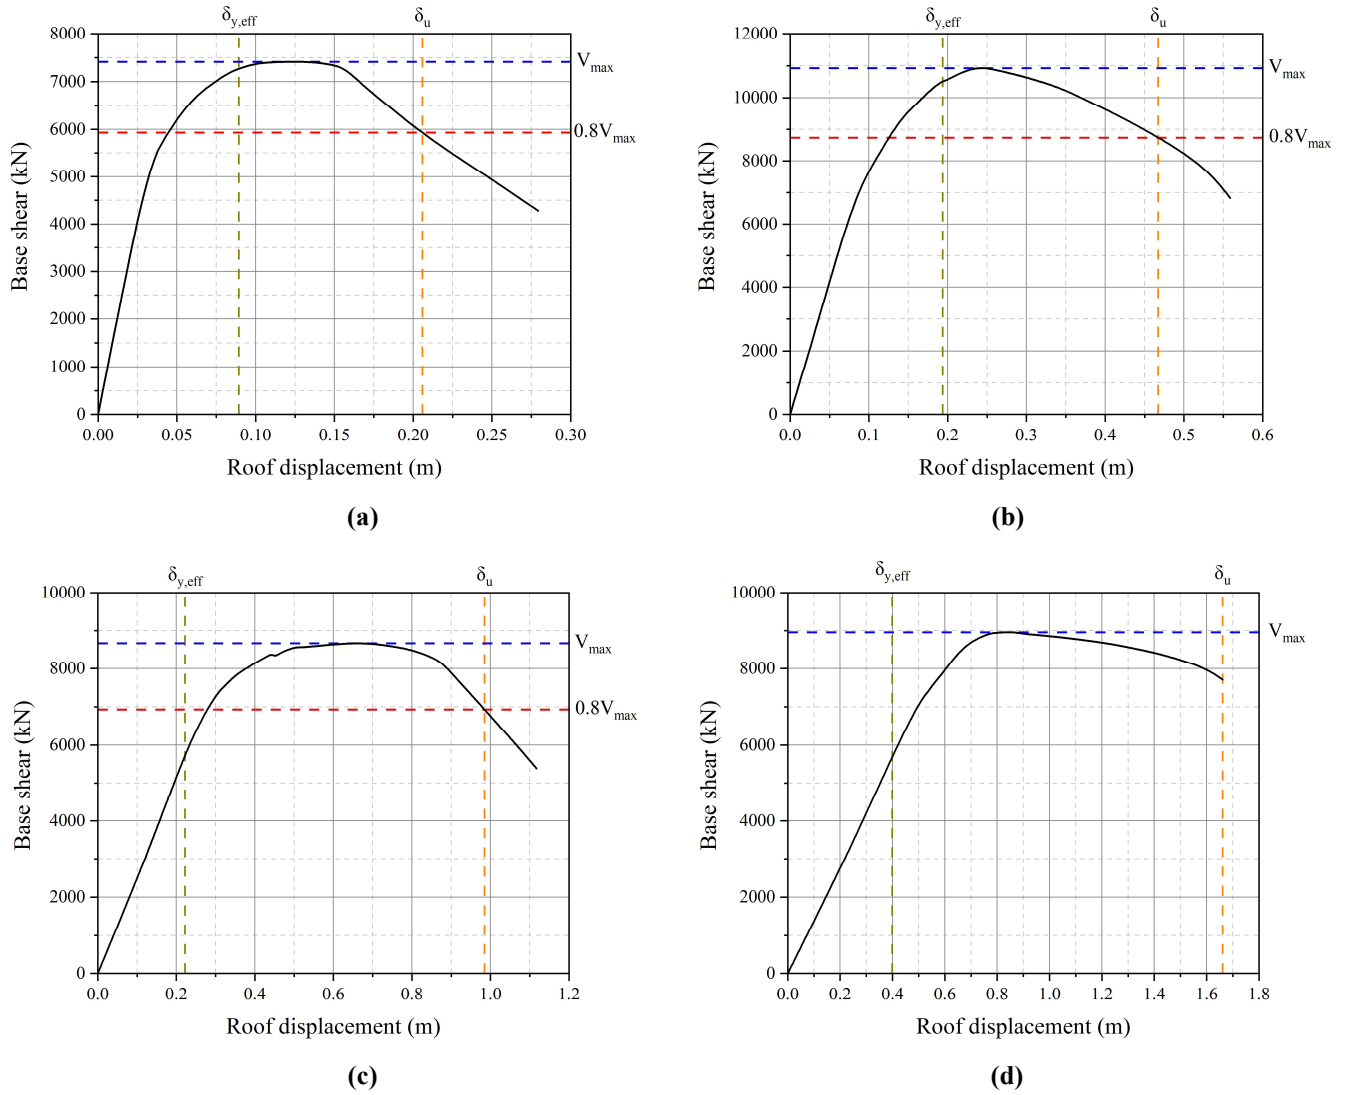 δy,eff δu
8000
7000
6000
5000
4000
3000
2000
1000
0
Vmax
0.8Vmax
Base shear (kN)
0.00 0.05 0.10 0.15 0.20 0.25 0.30
Roof displacement (m)
(a)
δy,eff δu
12000
10000
8000
6000
4000
2000
0
Vmax
0.8Vmax
Base shear (kN)
0.0 0.1 0.2 0.3 0.4 0.5 0.6
Roof displacement (m)
(b)
δy,eff δu
10000
8000
6000
4000
2000
0
Vmax
0.8Vmax
Base shear (kN)
0.0 0.2 0.4 0.6 0.8 1.0 1.2
Roof displacement (m)
(c)
δy,eff δu
10000
8000
6000
4000
2000
0
Vmax
Base shear (kN)
0.0 0.2 0.4 0.6 0.8 1.0 1.2 1.4 1.6 1.8
Roof displacement (m)
(d)